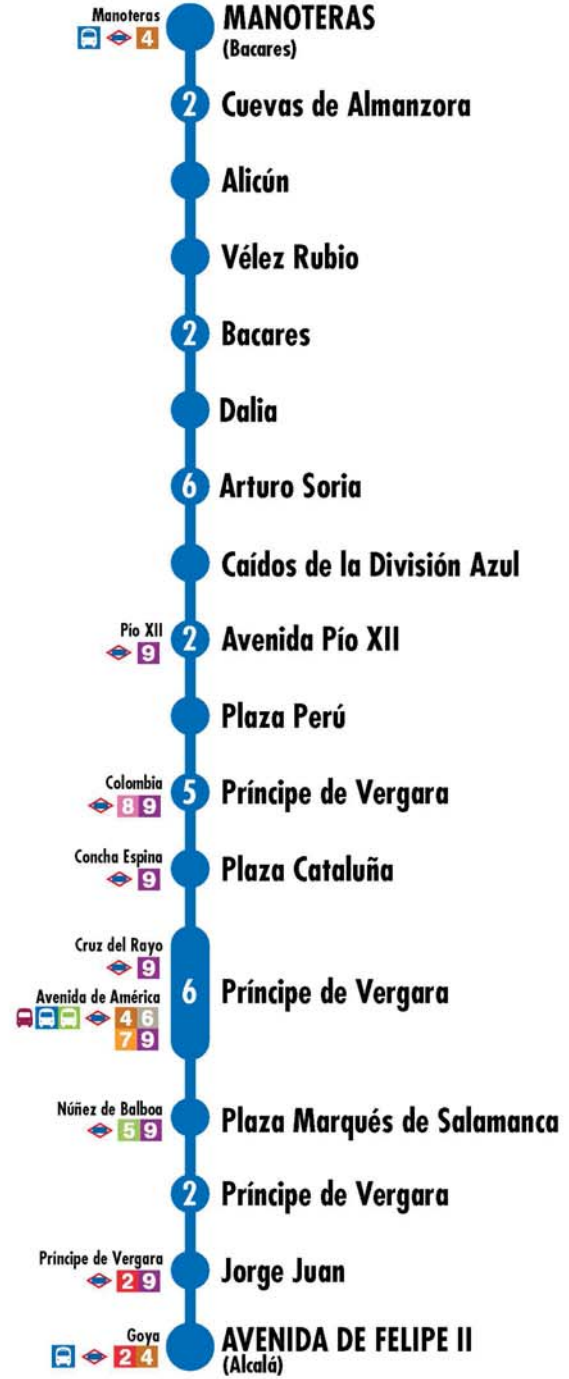 Manoteras
4
MANOTERAS
(Bacares)
2
Cuevas de Almanzora
Alicún
Vélez Rubio
2
Bacares
Dalia
6
Arturo Soria
Caídos de la División Azul
Pío XII
9
2
Avenida Pío XII
Plaza Perú
Colombia
8 9
5
Príncipe de Vergara
Concha Espina
9
Plaza Cataluña
Cruz del Rayo
9
Avenida de América
4 6
7 9
6
Príncipe de Vergara
Núñez de Balboa
5 9
Plaza Marqués de Salamanca
2
Príncipe de Vergara
Príncipe de Vergara
2 9
Jorge Juan
Goya
2 4
AVENIDA DE FELIPE II
(Alcalá)